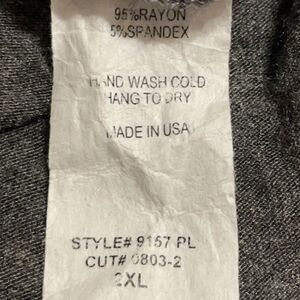 95%RAYON
5%SPANDEX
HAND WASH COLD
HANG TO DRY
MADE IN USA
STYLE# 9157 PL
CUT# 0803-2
2XL